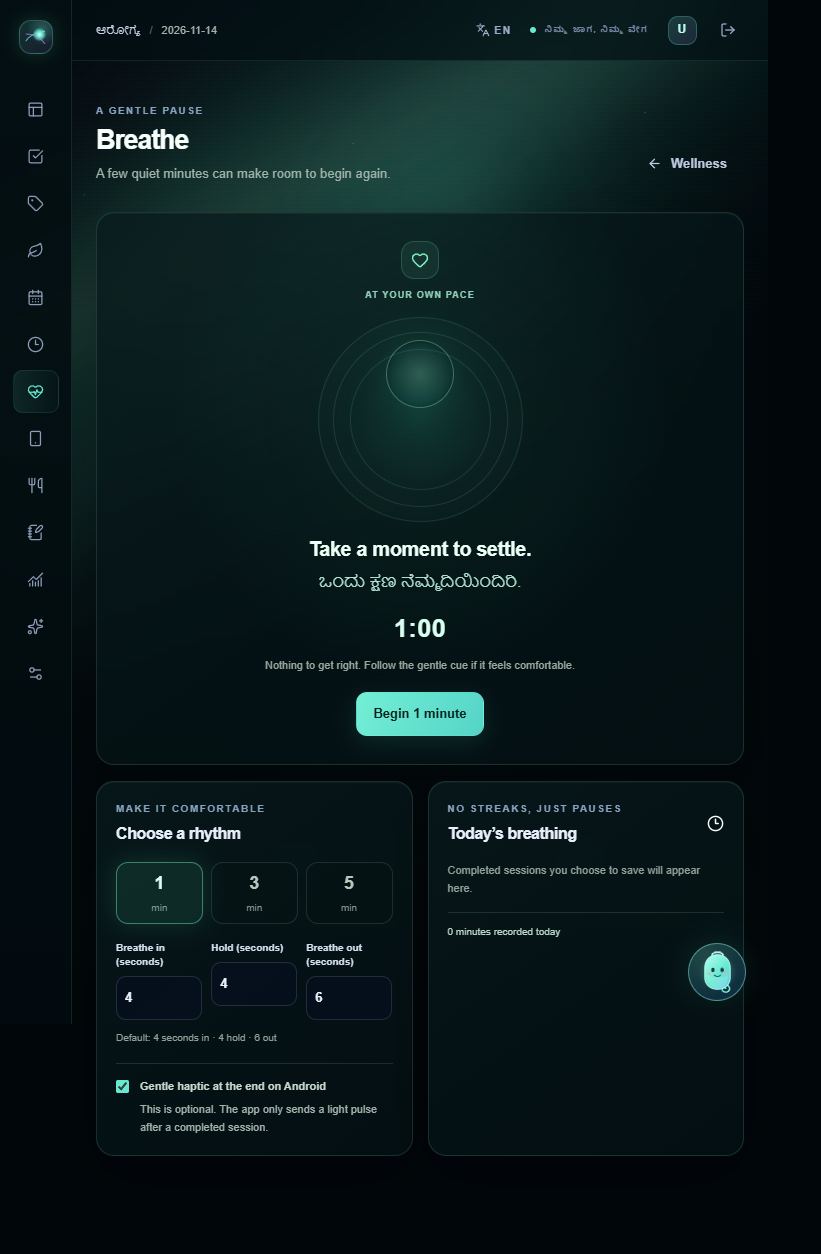 ಆರೋಗ್ಯ / 2026-11-14
EN
ನಿಮ್ಮ ಜಾಗ, ನಿಮ್ಮ ವೇಗ
U
A GENTLE PAUSE
Breathe
A few quiet minutes can make room to begin again.
Wellness
AT YOUR OWN PACE
Take a moment to settle.
ಒಂದು ಕ್ಷಣ ನೆಮ್ಮದಿಯಿಂದಿರಿ.
1:00
Nothing to get right. Follow the gentle cue if it feels comfortable.
Begin 1 minute
MAKE IT COMFORTABLE
Choose a rhythm
1 3 5
min min min
Breathe in (seconds)
4
Hold (seconds)
4
Breathe out (seconds)
6
Default: 4 seconds in · 4 hold · 6 out
Gentle haptic at the end on Android
This is optional. The app only sends a light pulse
after a completed session.
NO STREAKS, JUST PAUSES
Today’s breathing
Completed sessions you choose to save will appear
here.
0 minutes recorded today